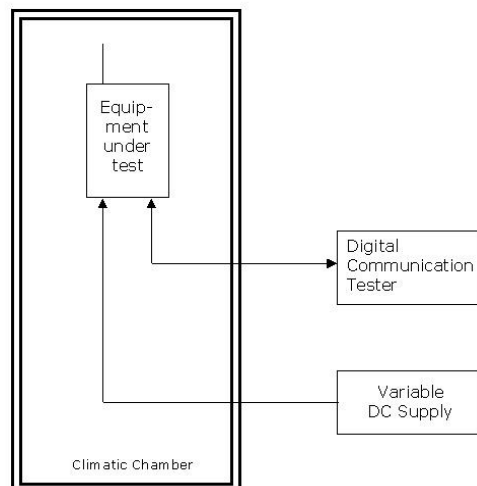 Equip-
ment
under
test
Digital
Communication
Tester
Variable
DC Supply
Climatic Chamber